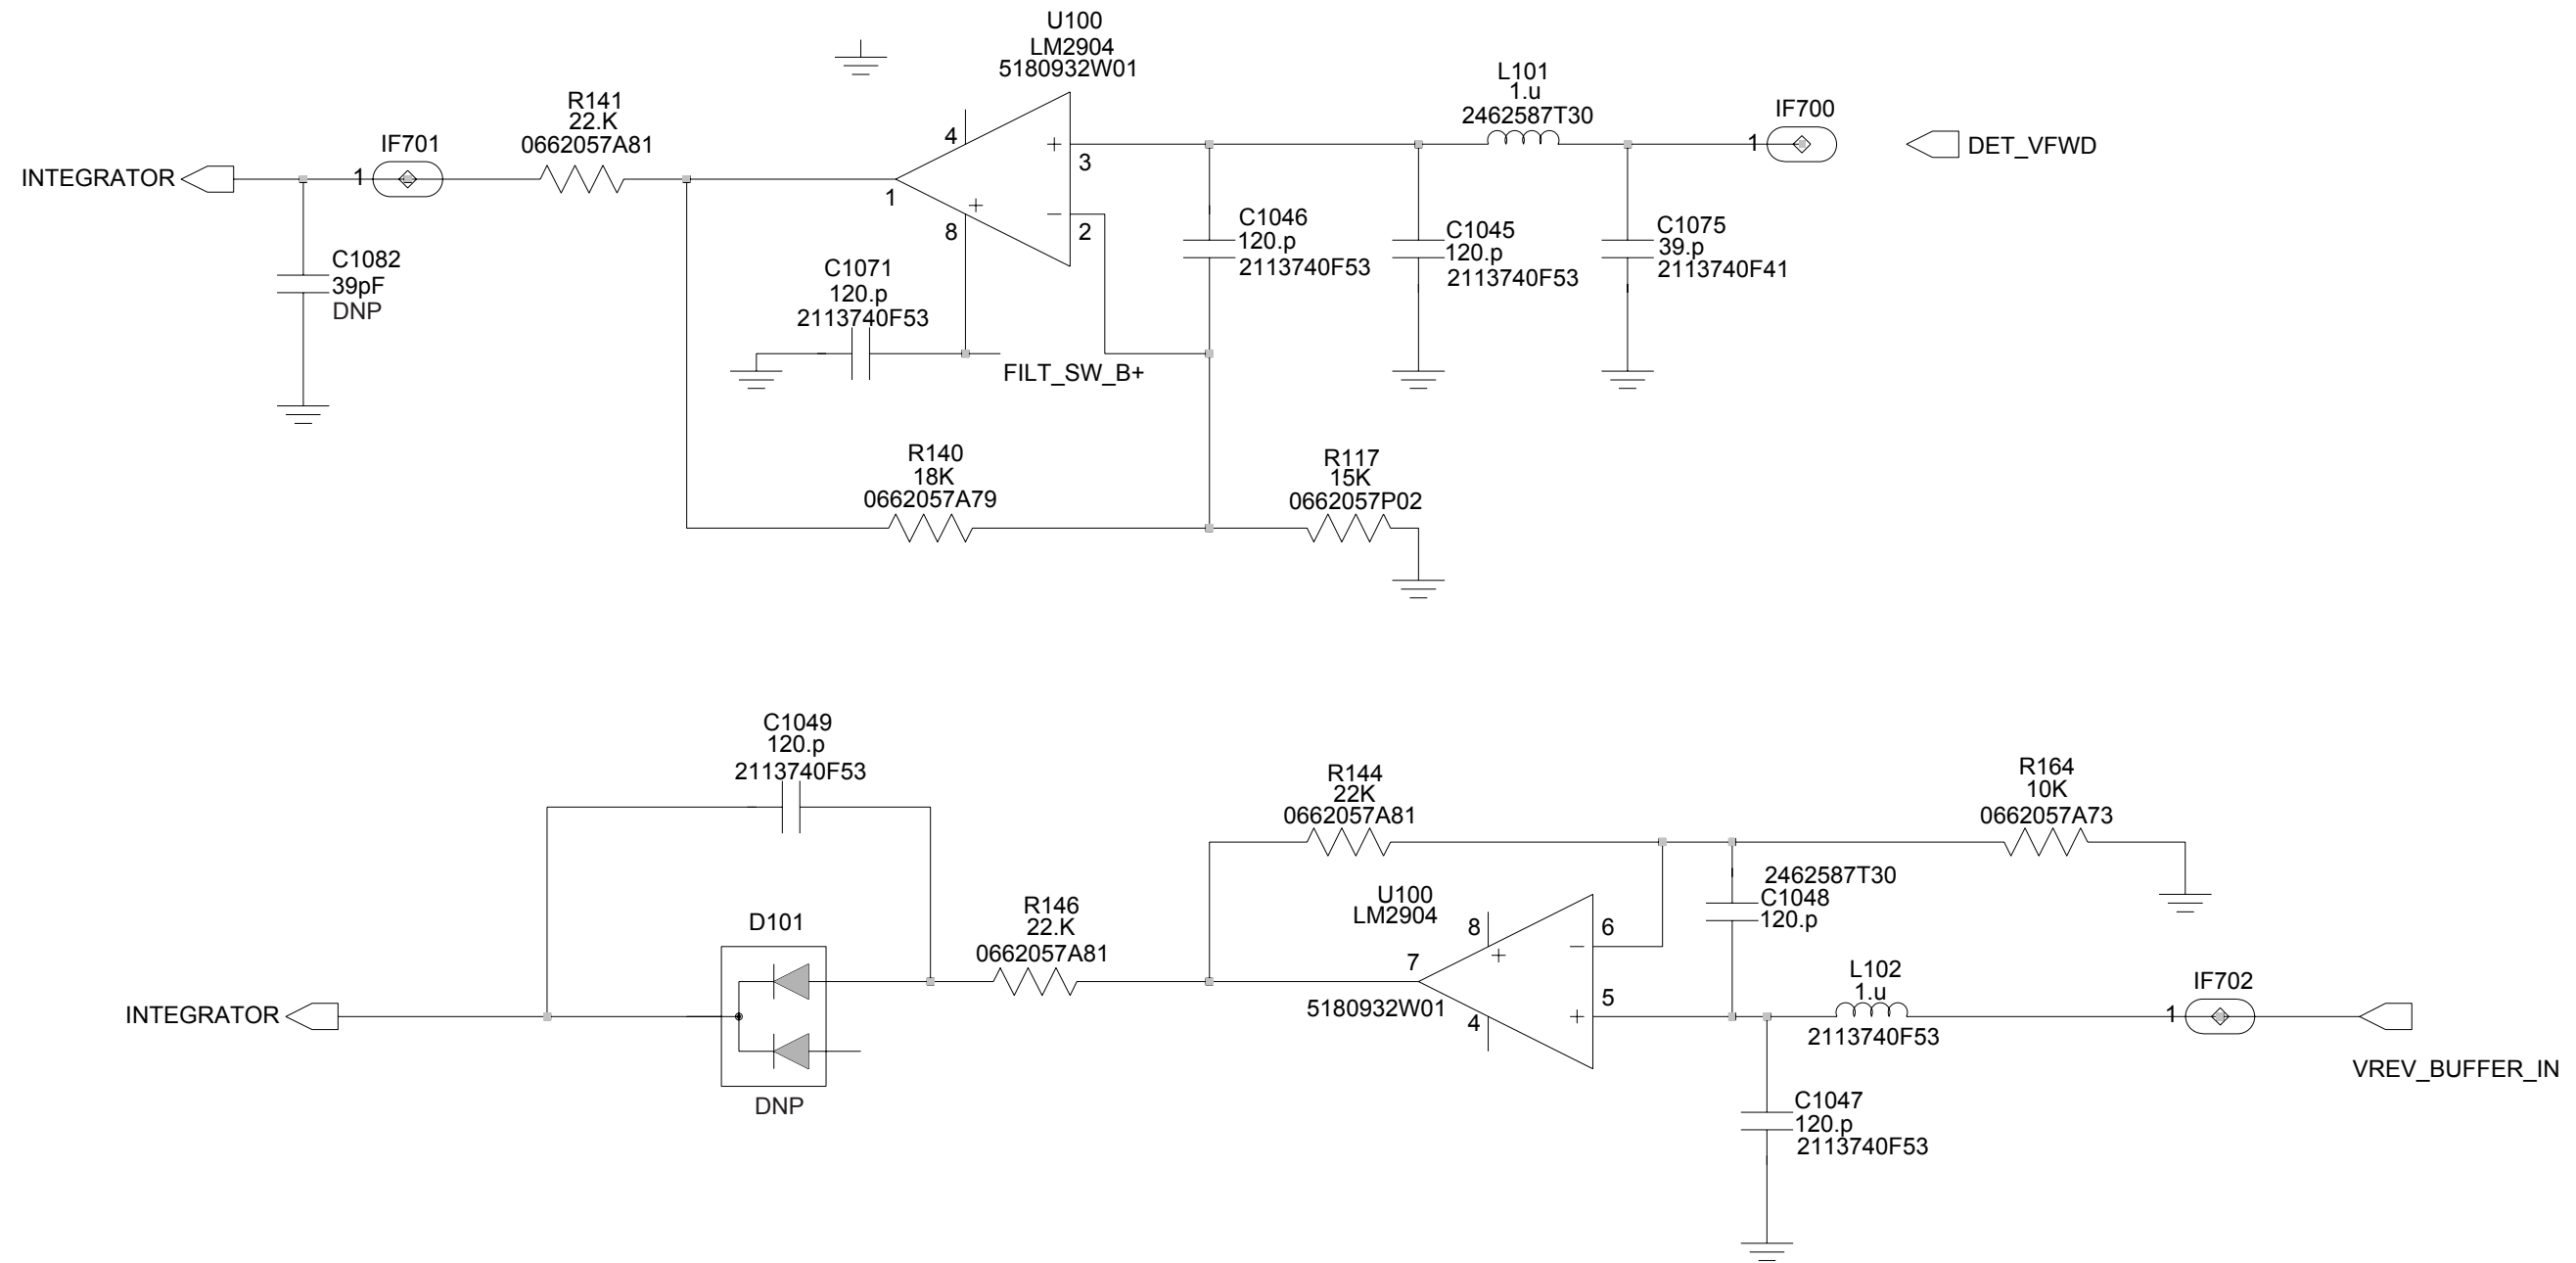 U100
LM2904
5180932W01
4
3
1
8
2
+
−
+
L101
1.u
2462587T30
IF700
1
DET_VFWD
R141
22.K
0662057A81
IF701
1
INTEGRATOR
C1082
39pF
DNP
C1071
120.p
2113740F53
FILT_SW_B+
C1046
120.p
2113740F53
C1045
120.p
2113740F53
C1075
39.p
2113740F41
R140
18K
0662057A79
R117
15K
0662057P02
C1049
120.p
2113740F53
D101
DNP
INTEGRATOR
R146
22.K
0662057A81
R144
22K
0662057A81
R164
10K
0662057A73
U100
LM2904
8
6
7
5
4
+
−
+
5180932W01
2462587T30
C1048
120.p
L102
1.u
2113740F53
IF702
1
VREV_BUFFER_IN
C1047
120.p
2113740F53